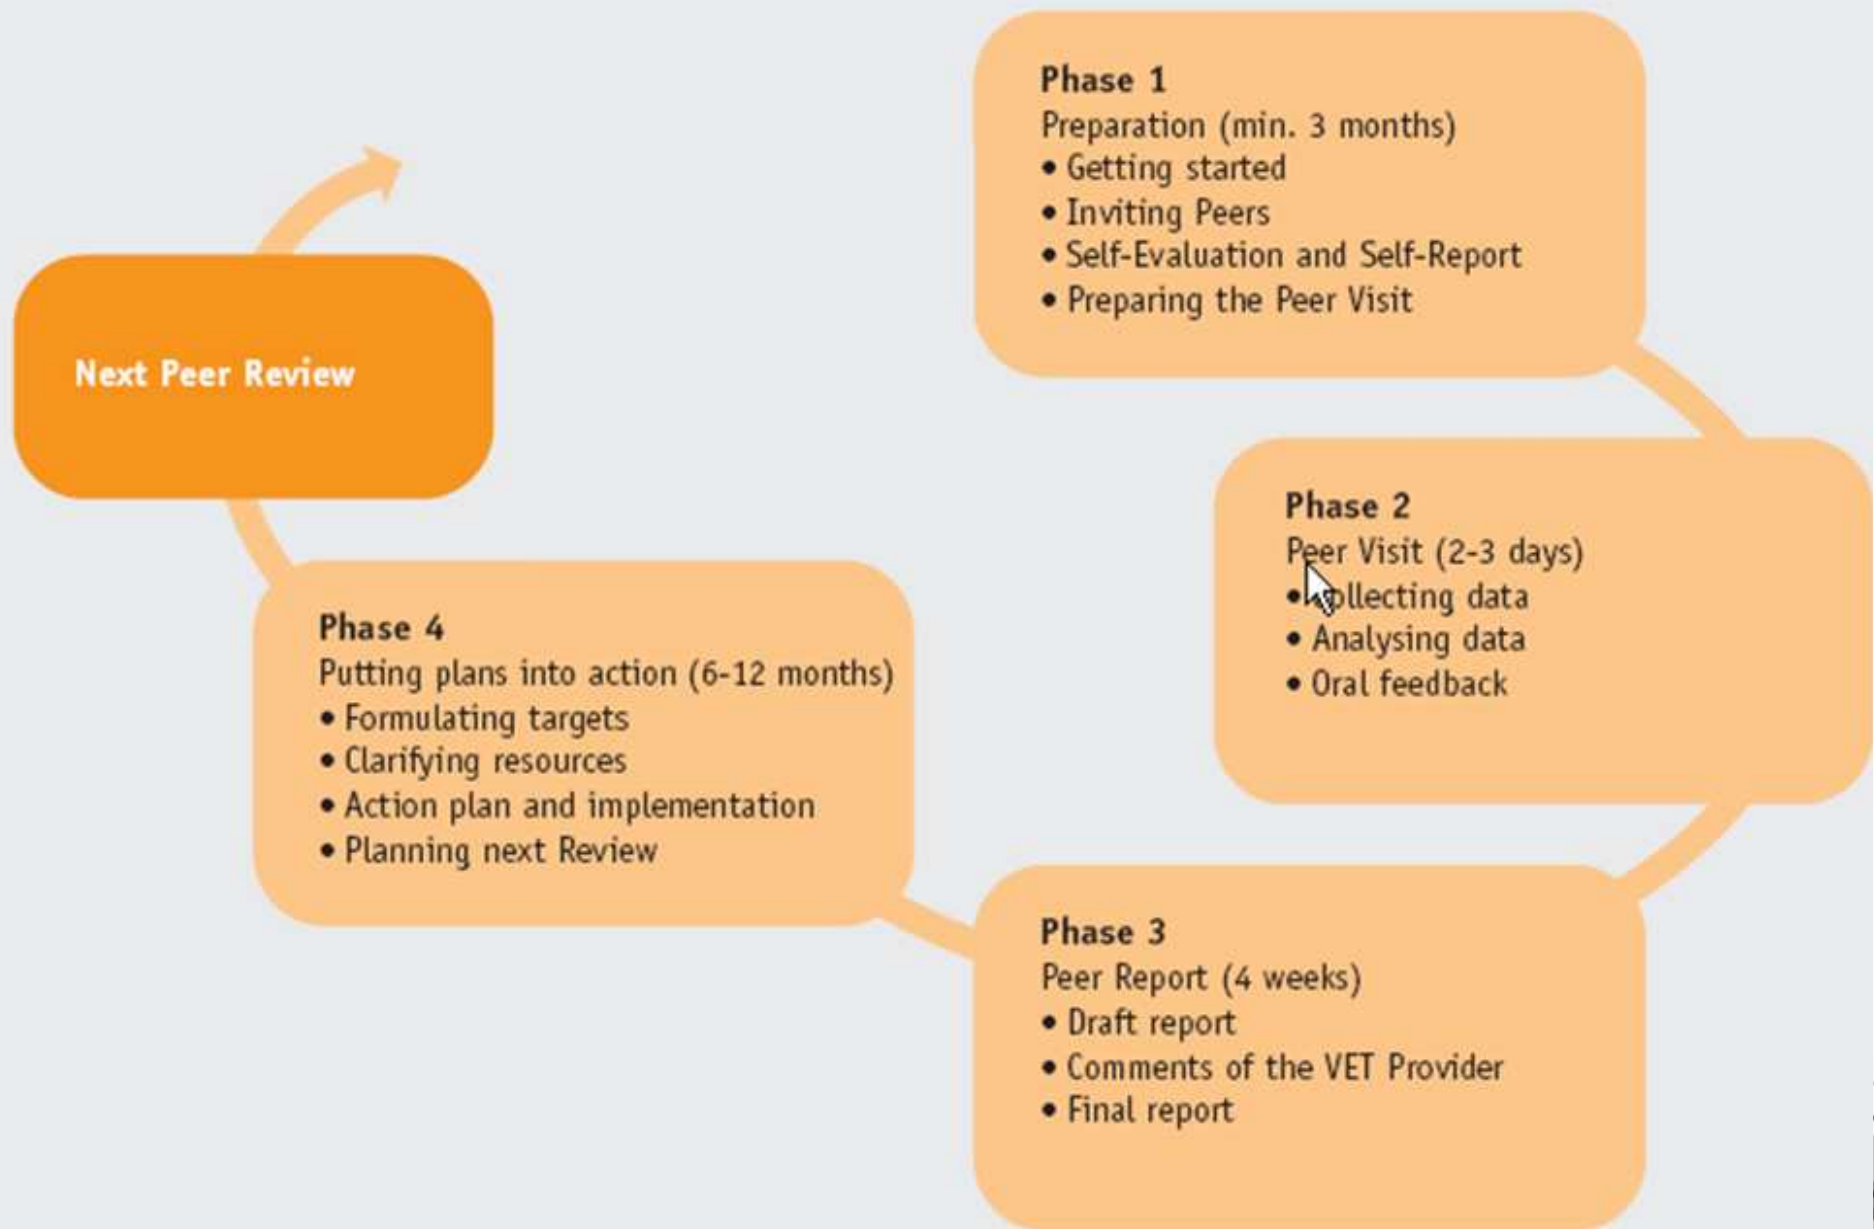 Phase 1
Preparation (min. 3 months)
• Getting started
• Inviting Peers
• Self-Evaluation and Self-Report
• Preparing the Peer Visit
Phase 2
Peer Visit (2-3 days)
• Collecting data
• Analysing data
• Oral feedback
Phase 3
Peer Report (4 weeks)
• Draft report
• Comments of the VET Provider
• Final report
Phase 4
Putting plans into action (6-12 months)
• Formulating targets
• Clarifying resources
• Action plan and implementation
• Planning next Review
Next Peer Review